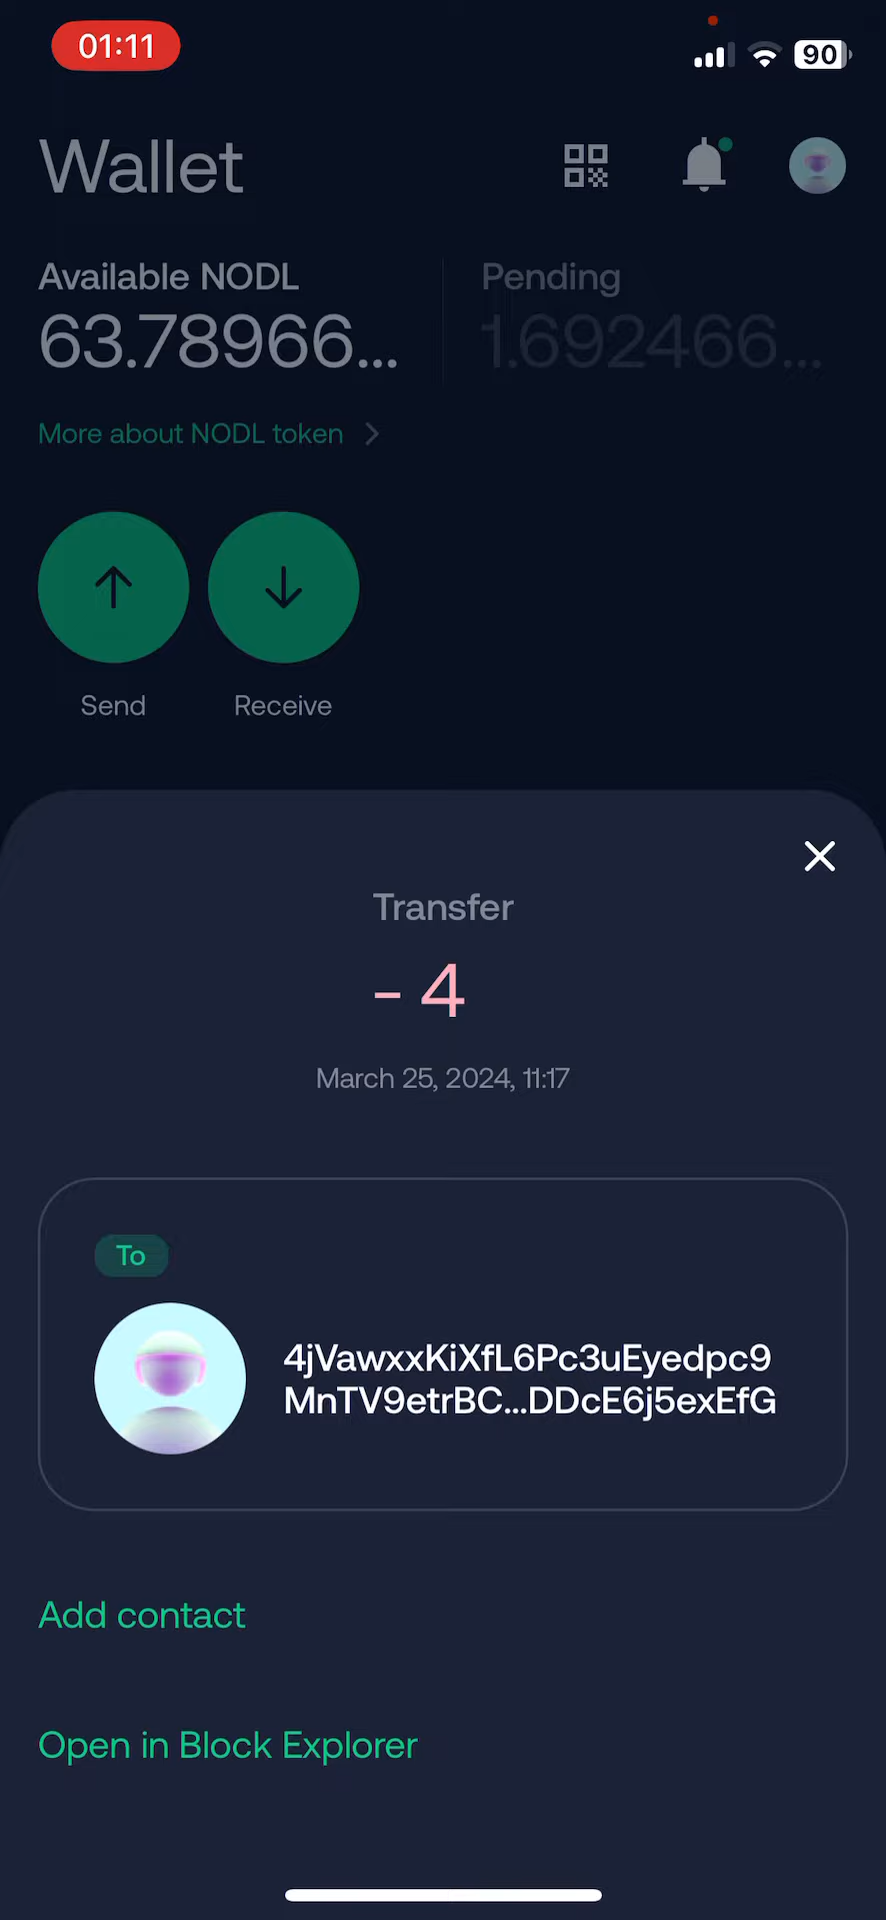 01:11
90
Wallet
Available NODL
Pending
63.78966...
1.692466...
More about NODL token
Send
Receive
Transfer
- 4
March 25, 2024, 11:17
To
4jVawxxKiXfL6Pc3uEyedpc9
MnTV9etrBC...DDcE6j5exEfG
Add contact
Open in Block Explorer